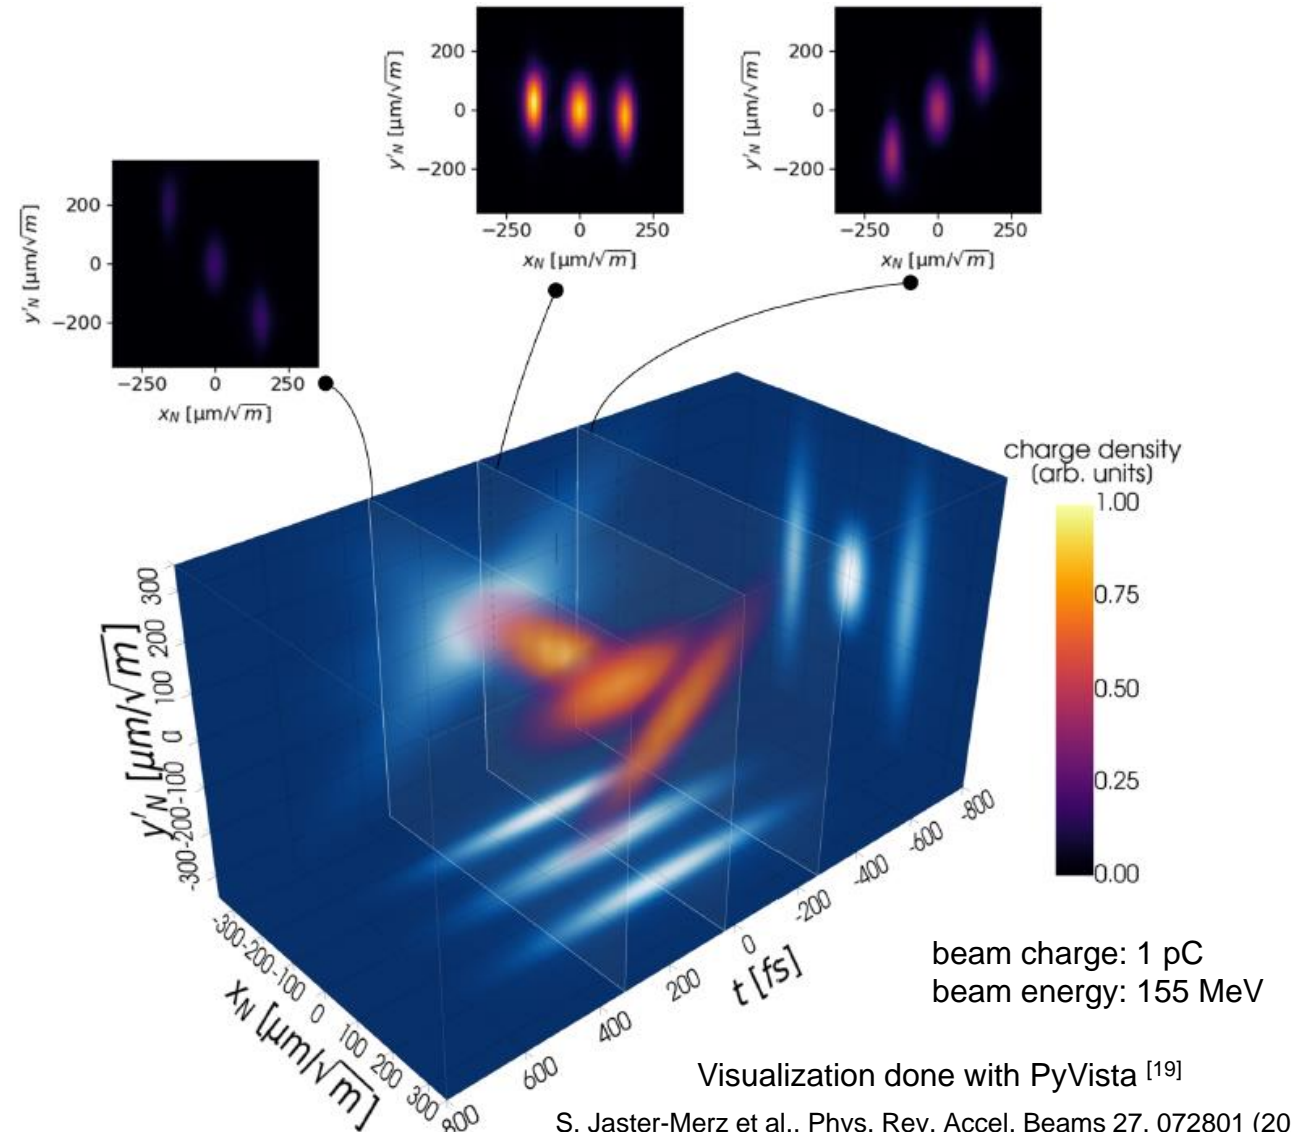 200
0
−200
y'N [µm/√m]
−250 0 250
xN [µm/√m]
200
0
−200
y'N [µm/√m]
−250 0 250
xN [µm/√m]
200
0
−200
y'N [µm/√m]
−250 0 250
xN [µm/√m]
charge density
(arb. units)
1.00
0.75
0.50
0.25
0.00
300
200
100
0
-100
-200
-300
y'N [µm/√m]
-300 -200 -100 0 100 200 300
xN [µm/√m]
800 600 400 200 0 -200 -400 -600 -800
t [fs]
beam charge: 1 pC
beam energy: 155 MeV
Visualization done with PyVista [19]
S. Jaster-Merz et al., Phys. Rev. Accel. Beams 27, 072801 (20